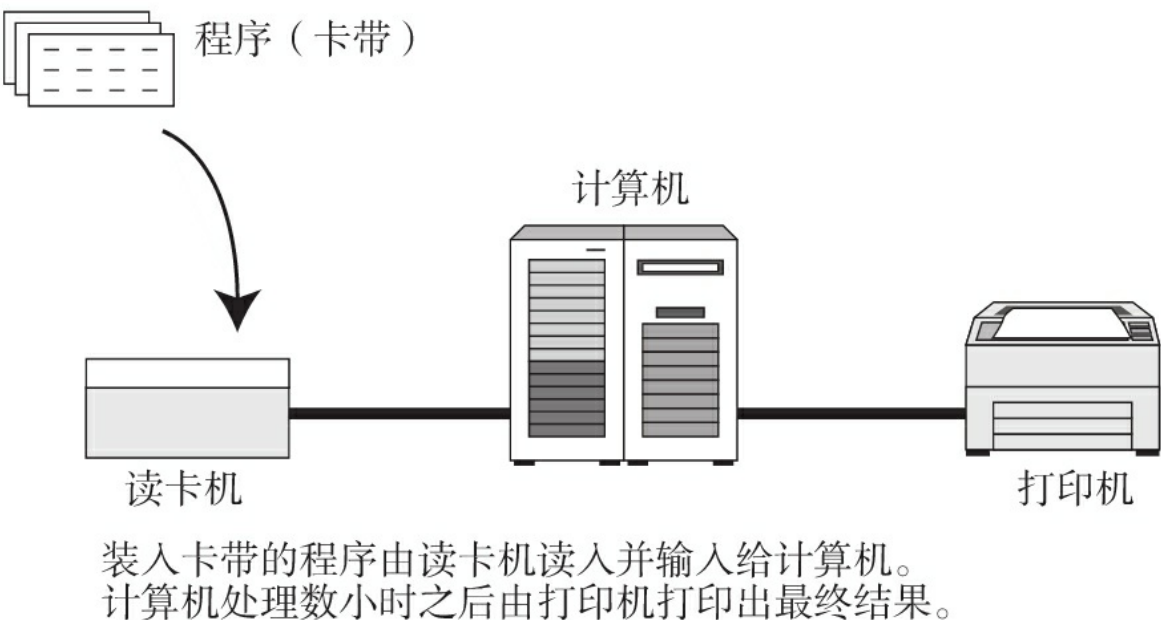 程序（卡带）
计算机
读卡机
打印机
装入卡带的程序由读卡机读入并输入给计算机。
计算机处理数小时之后由打印机打印出最终结果。